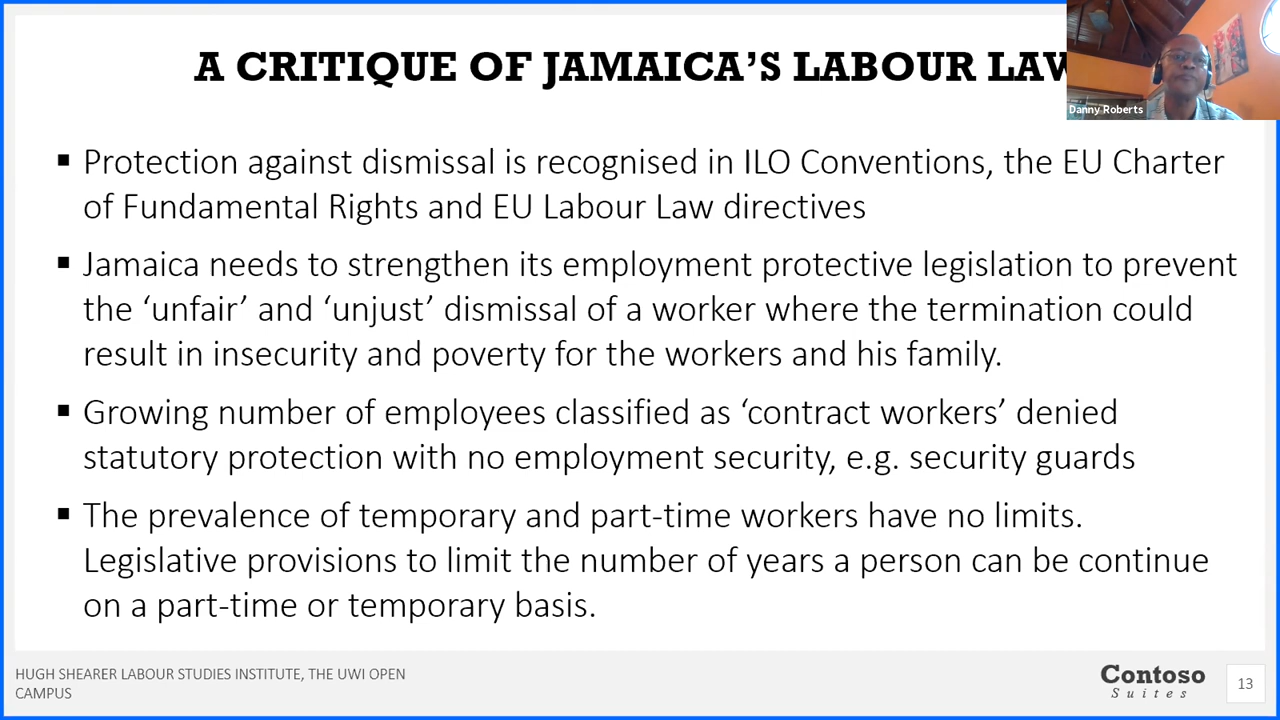 A CRITIQUE OF JAMAICA’S LABOUR
Danny Roberts
▪ Protection against dismissal is recognised in ILO Conventions, the EU Charter
of Fundamental Rights and EU Labour Law directives
▪ Jamaica needs to strengthen its employment protective legislation to prevent
the ‘unfair’ and ‘unjust’ dismissal of a worker where the termination could
result in insecurity and poverty for the workers and his family.
▪ Growing number of employees classified as ‘contract workers’ denied
statutory protection with no employment security, e.g. security guards
▪ The prevalence of temporary and part-time workers have no limits.
Legislative provisions to limit the number of years a person can be continue
on a part-time or temporary basis.
HUGH SHEARER LABOUR STUDIES INSTITUTE, THE UWI OPEN
CAMPUS
Contoso
Suites
13